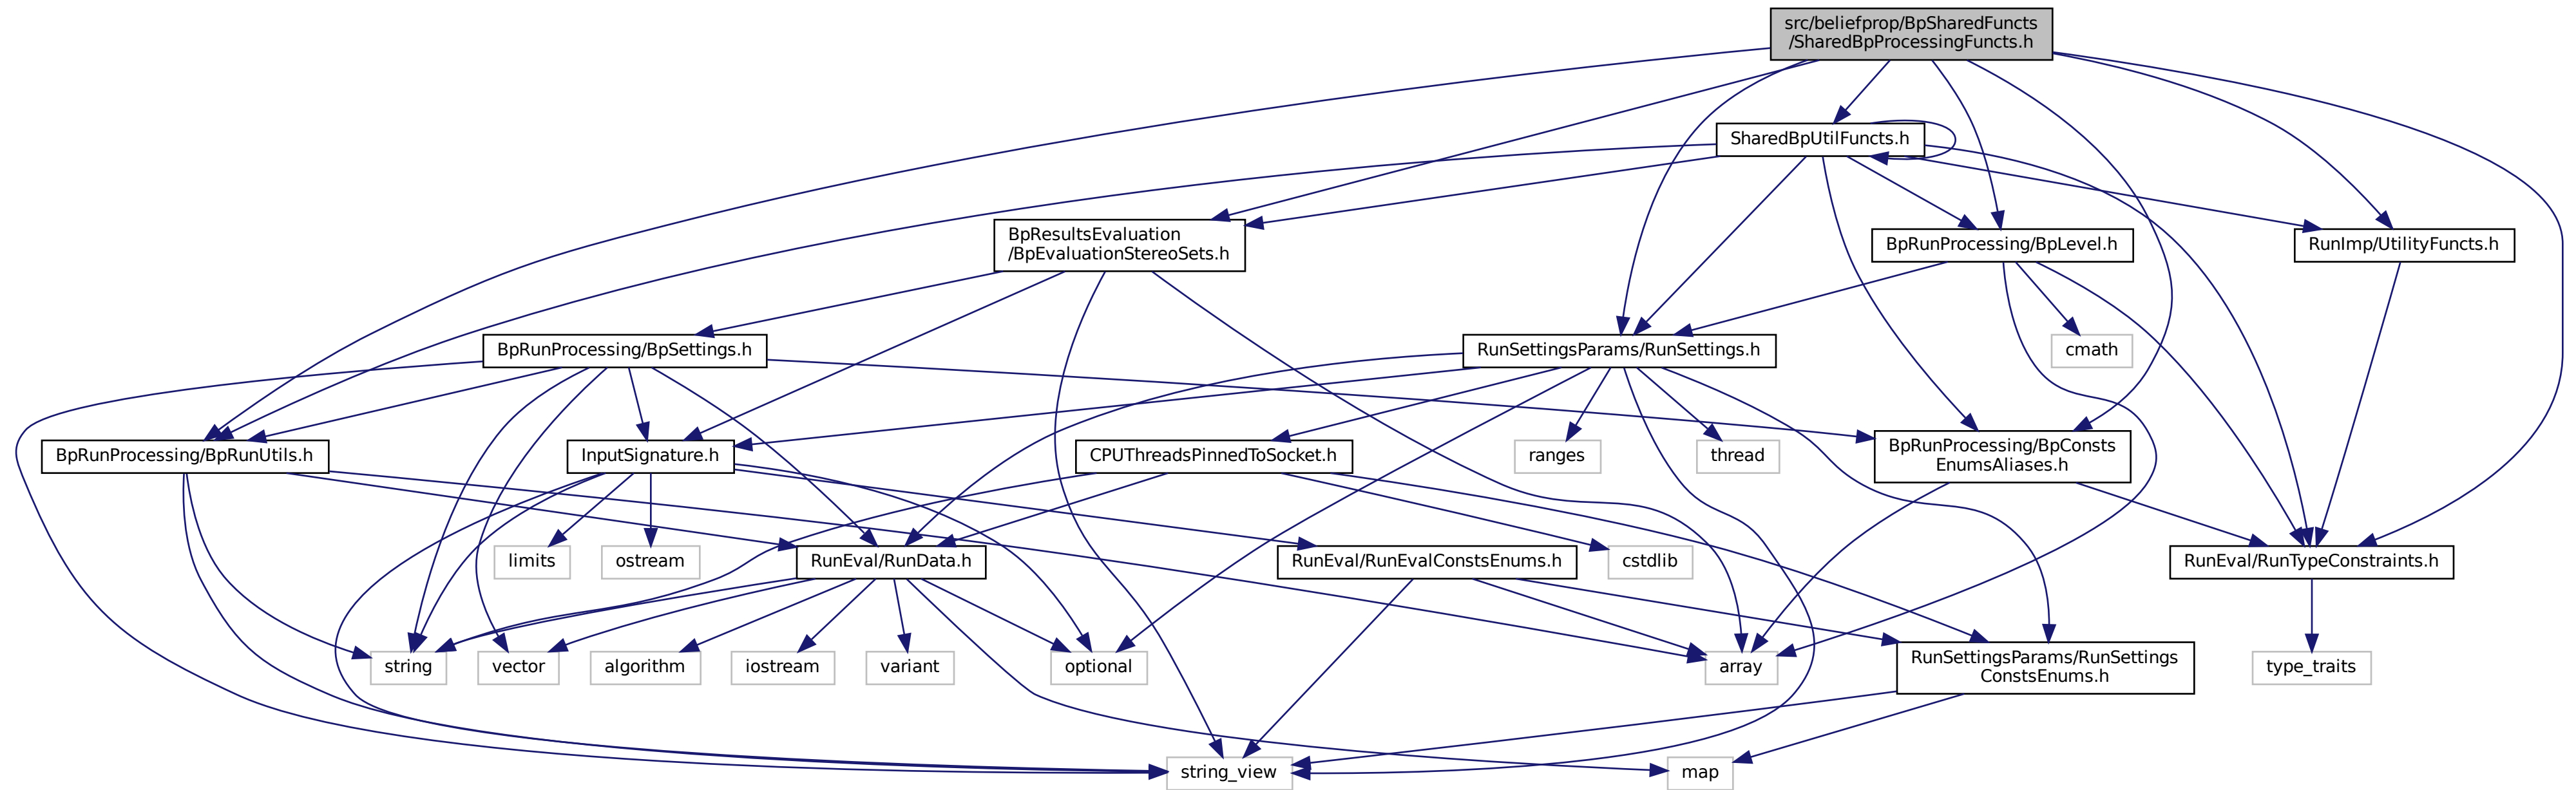 src/beliefprop/BpSharedFuncts
/SharedBpProcessingFuncts.h
SharedBpUtilFuncts.h
BpResultsEvaluation
/BpEvaluationStereoSets.h
BpRunProcessing/BpLevel.h
RunImp/UtilityFuncts.h
BpRunProcessing/BpSettings.h
RunSettingsParams/RunSettings.h
cmath
BpRunProcessing/BpRunUtils.h
InputSignature.h
CPUThreadsPinnedToSocket.h
ranges
thread
BpRunProcessing/BpConsts
EnumsAliases.h
limits
ostream
RunEval/RunData.h
RunEval/RunEvalConstsEnums.h
cstdlib
RunEval/RunTypeConstraints.h
string
vector
algorithm
iostream
variant
optional
array
RunSettingsParams/RunSettings
ConstsEnums.h
type_traits
string_view
map